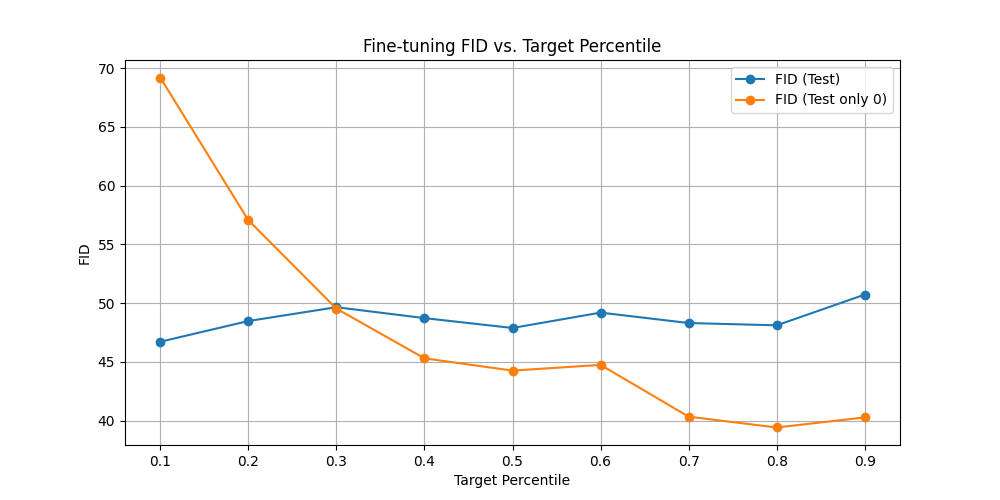 Fine-tuning FID vs. Target Percentile
FID (Test)
FID (Test only 0)
FID
70
65
60
55
50
45
40
0.1 0.2 0.3 0.4 0.5 0.6 0.7 0.8 0.9
Target Percentile